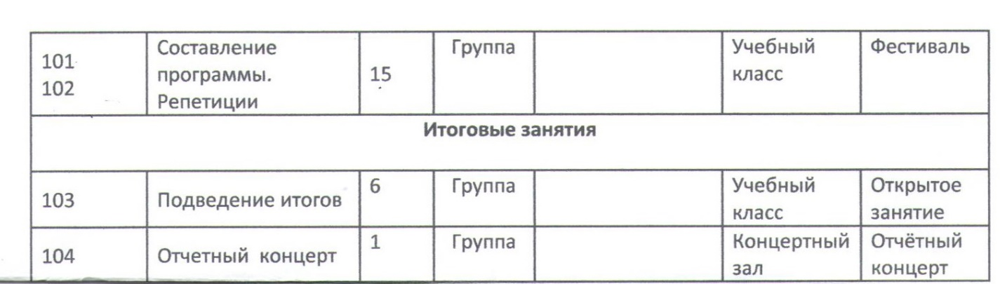 101
102
Составление
программы.
Репетиции
15
Группа
Учебный
класс
Фестиваль
Итоговые занятия
103
Подведение итогов
6
Группа
Учебный
класс
Открытое
занятие
104
Отчетный концерт
1
Группа
Концертный
зал
Отчётный
концерт